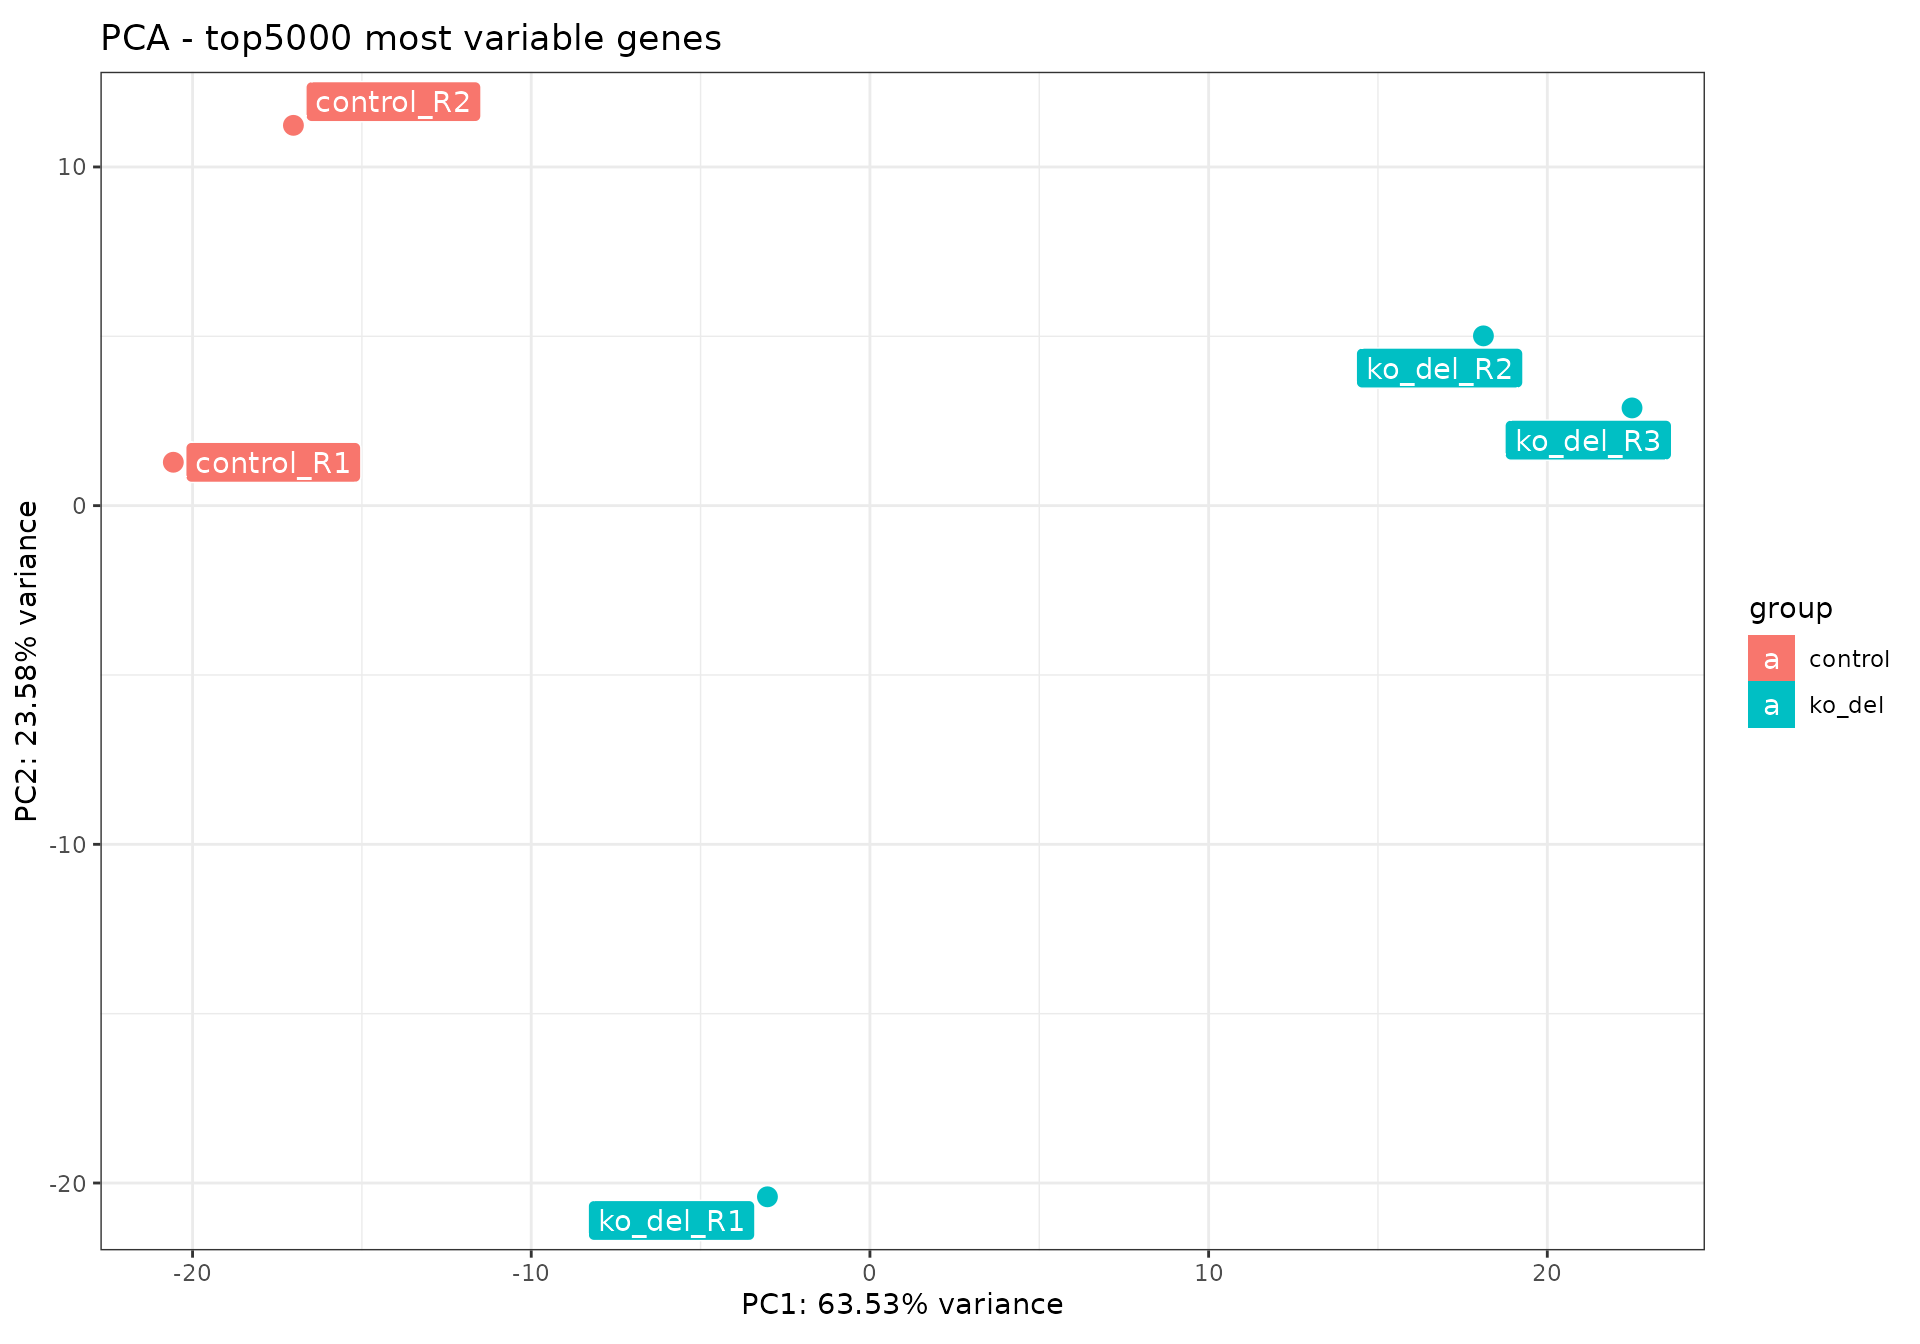 PCA - top5000 most variable genes
control_R2
10
ko_del_R2
ko_del_R3
control_R1
0
PC2: 23.58% variance
group
a control
a ko_del
-10
-20
ko_del_R1
-20 -10 0 10 20
PC1: 63.53% variance